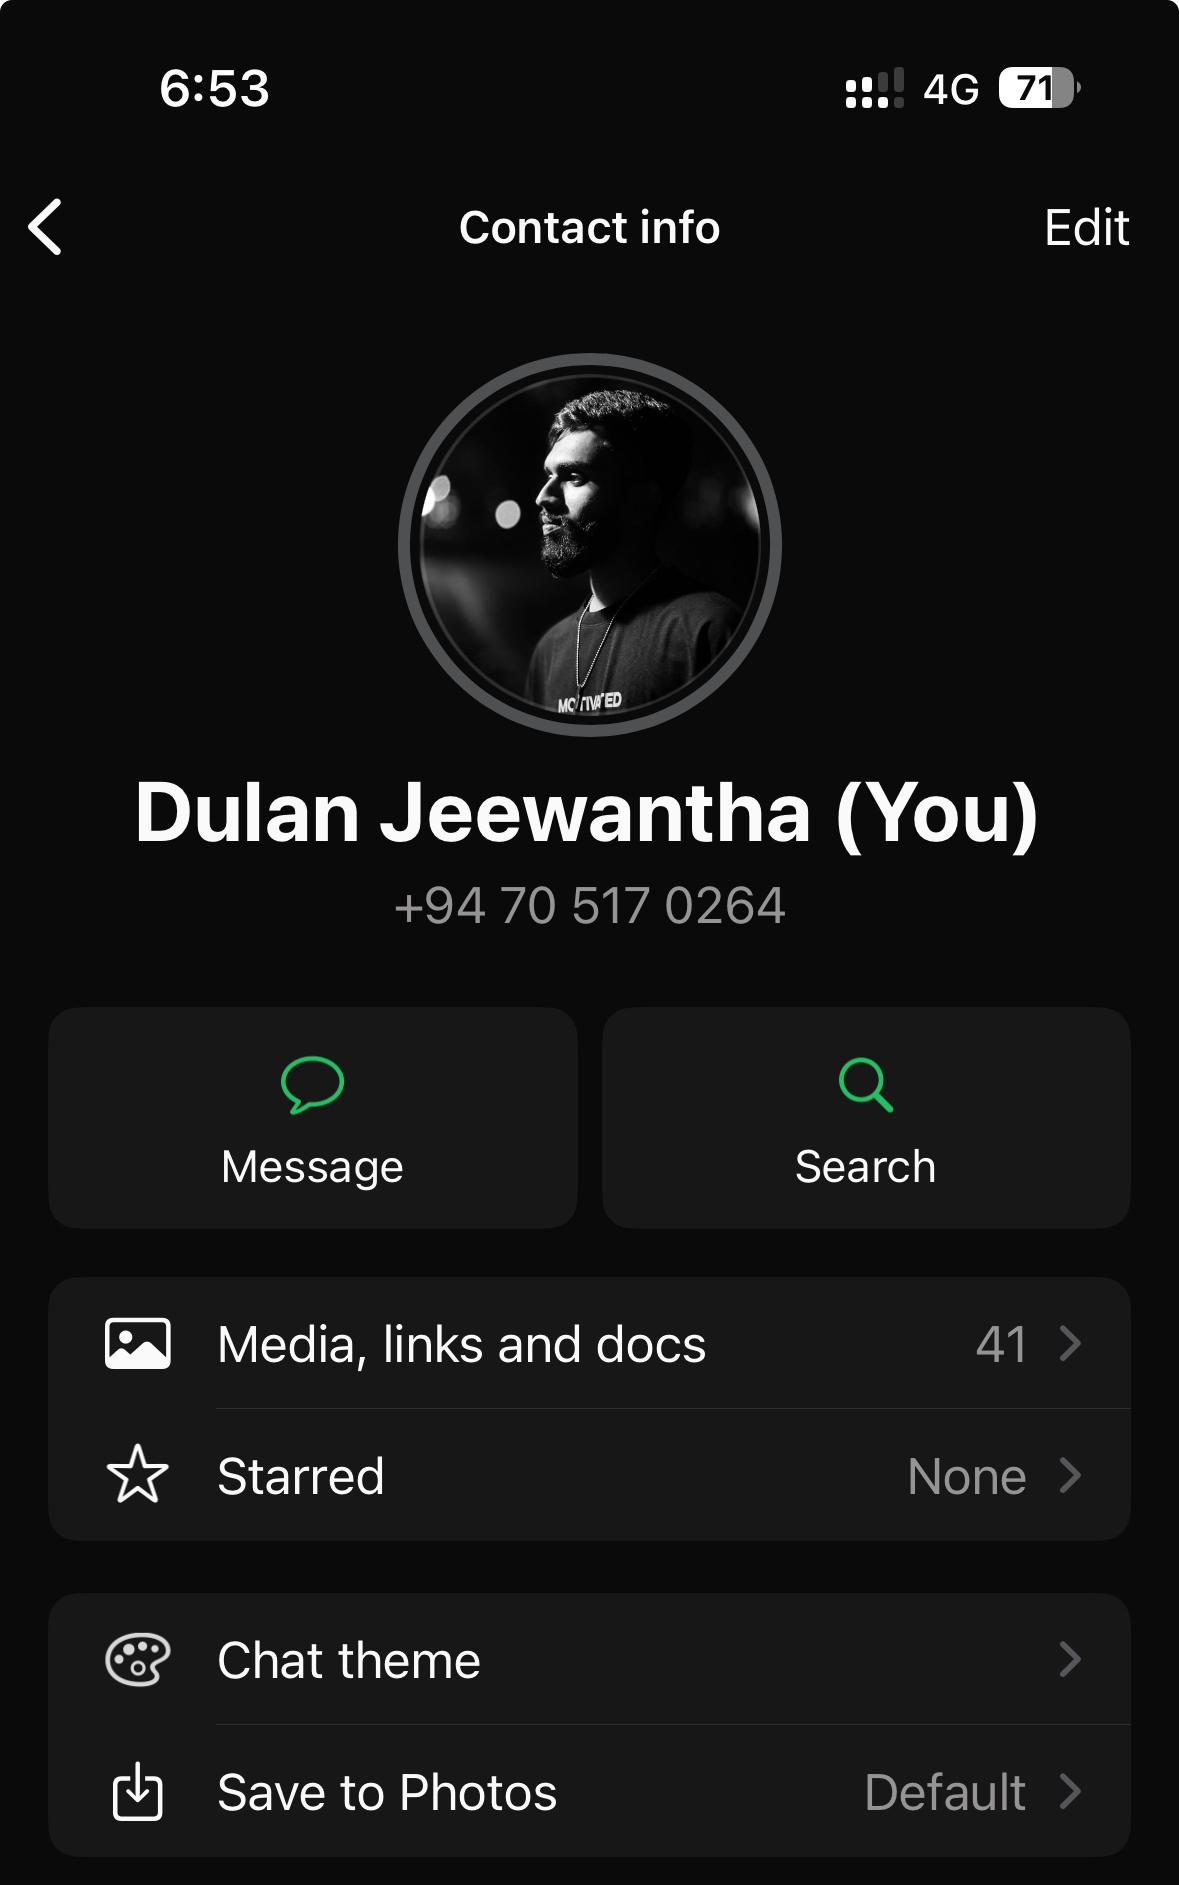 6:53 4G 71
Contact info Edit
MOTIVATED
Dulan Jeewantha (You)
+94 70 517 0264
Message Search
Media, links and docs 41
Starred None
Chat theme
Save to Photos Default